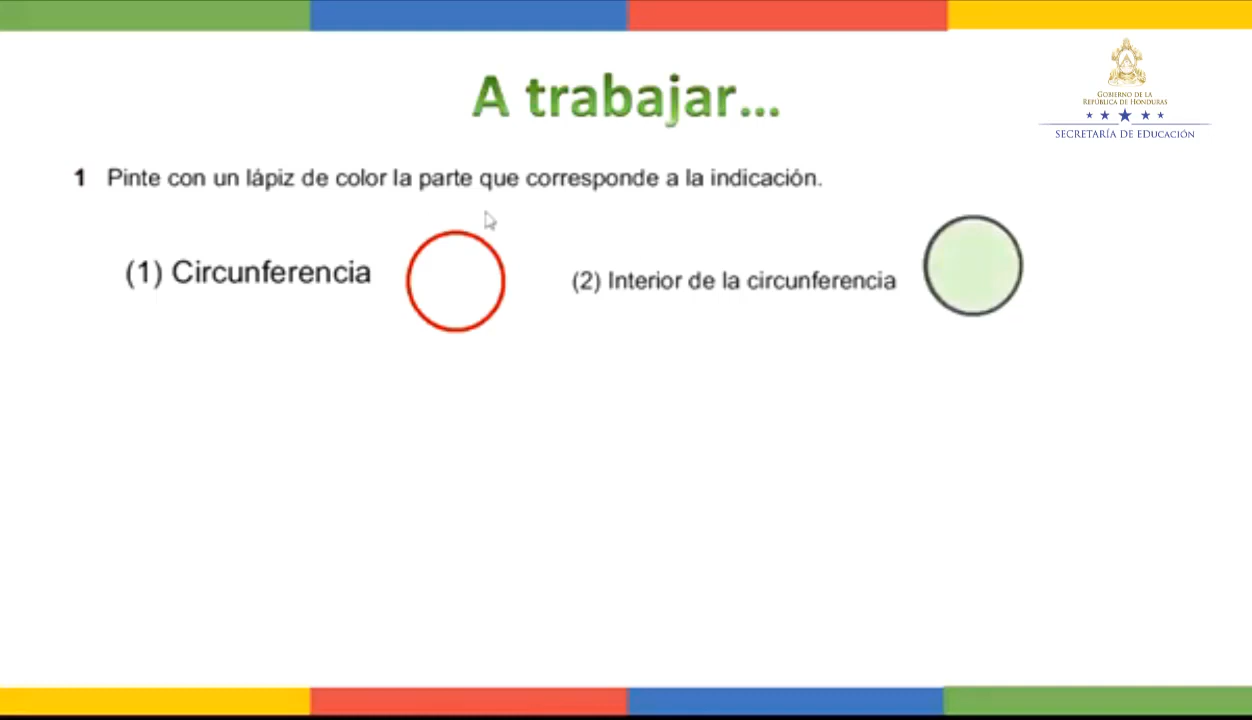 A trabajar...
GOBIERNO DE LA
REPÚBLICA DE HONDURAS
SECRETARÍA DE EDUCACIÓN
1 Pinte con un lápiz de color la parte que corresponde a la indicación.
(1) Circunferencia
(2) Interior de la circunferencia